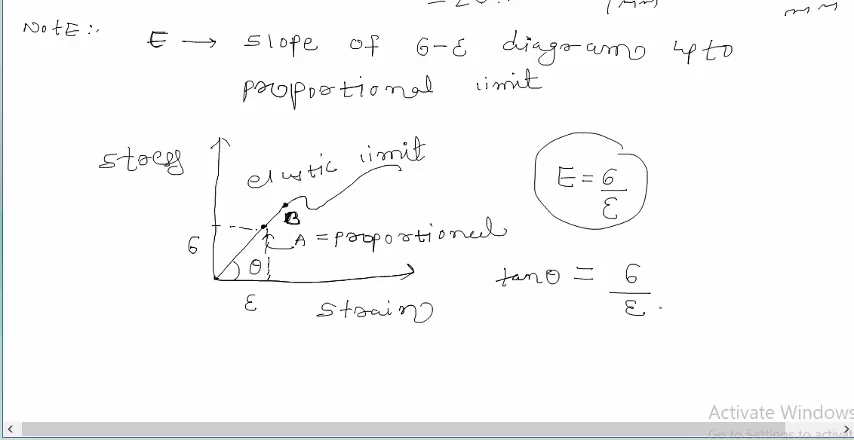 NotE:-
E → slope of σ-ε diagram upto
proportional limit
stress
elastic limit
B
A = proportional
σ
θ
ε
strain
E = σ/ε
tanθ = σ/ε.
Activate Windows